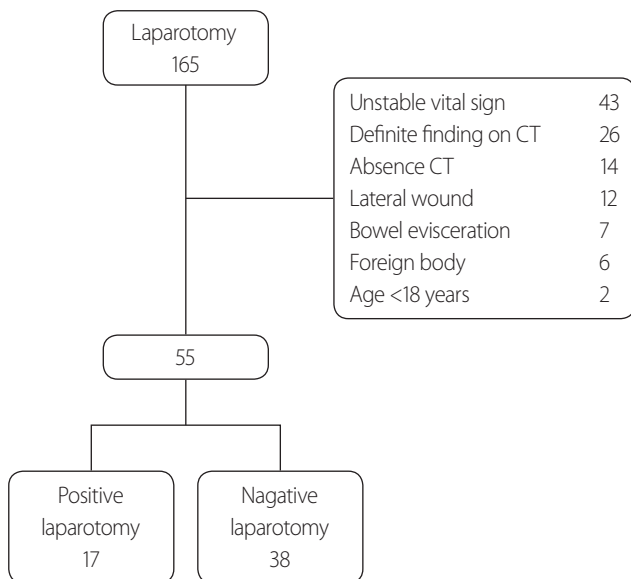 Laparotomy
165
Unstable vital sign 43
Definite finding on CT 26
Absence CT 14
Lateral wound 12
Bowel evisceration 7
Foreign body 6
Age <18 years 2
55
Positive
laparotomy
17
Nagative
laparotomy
38